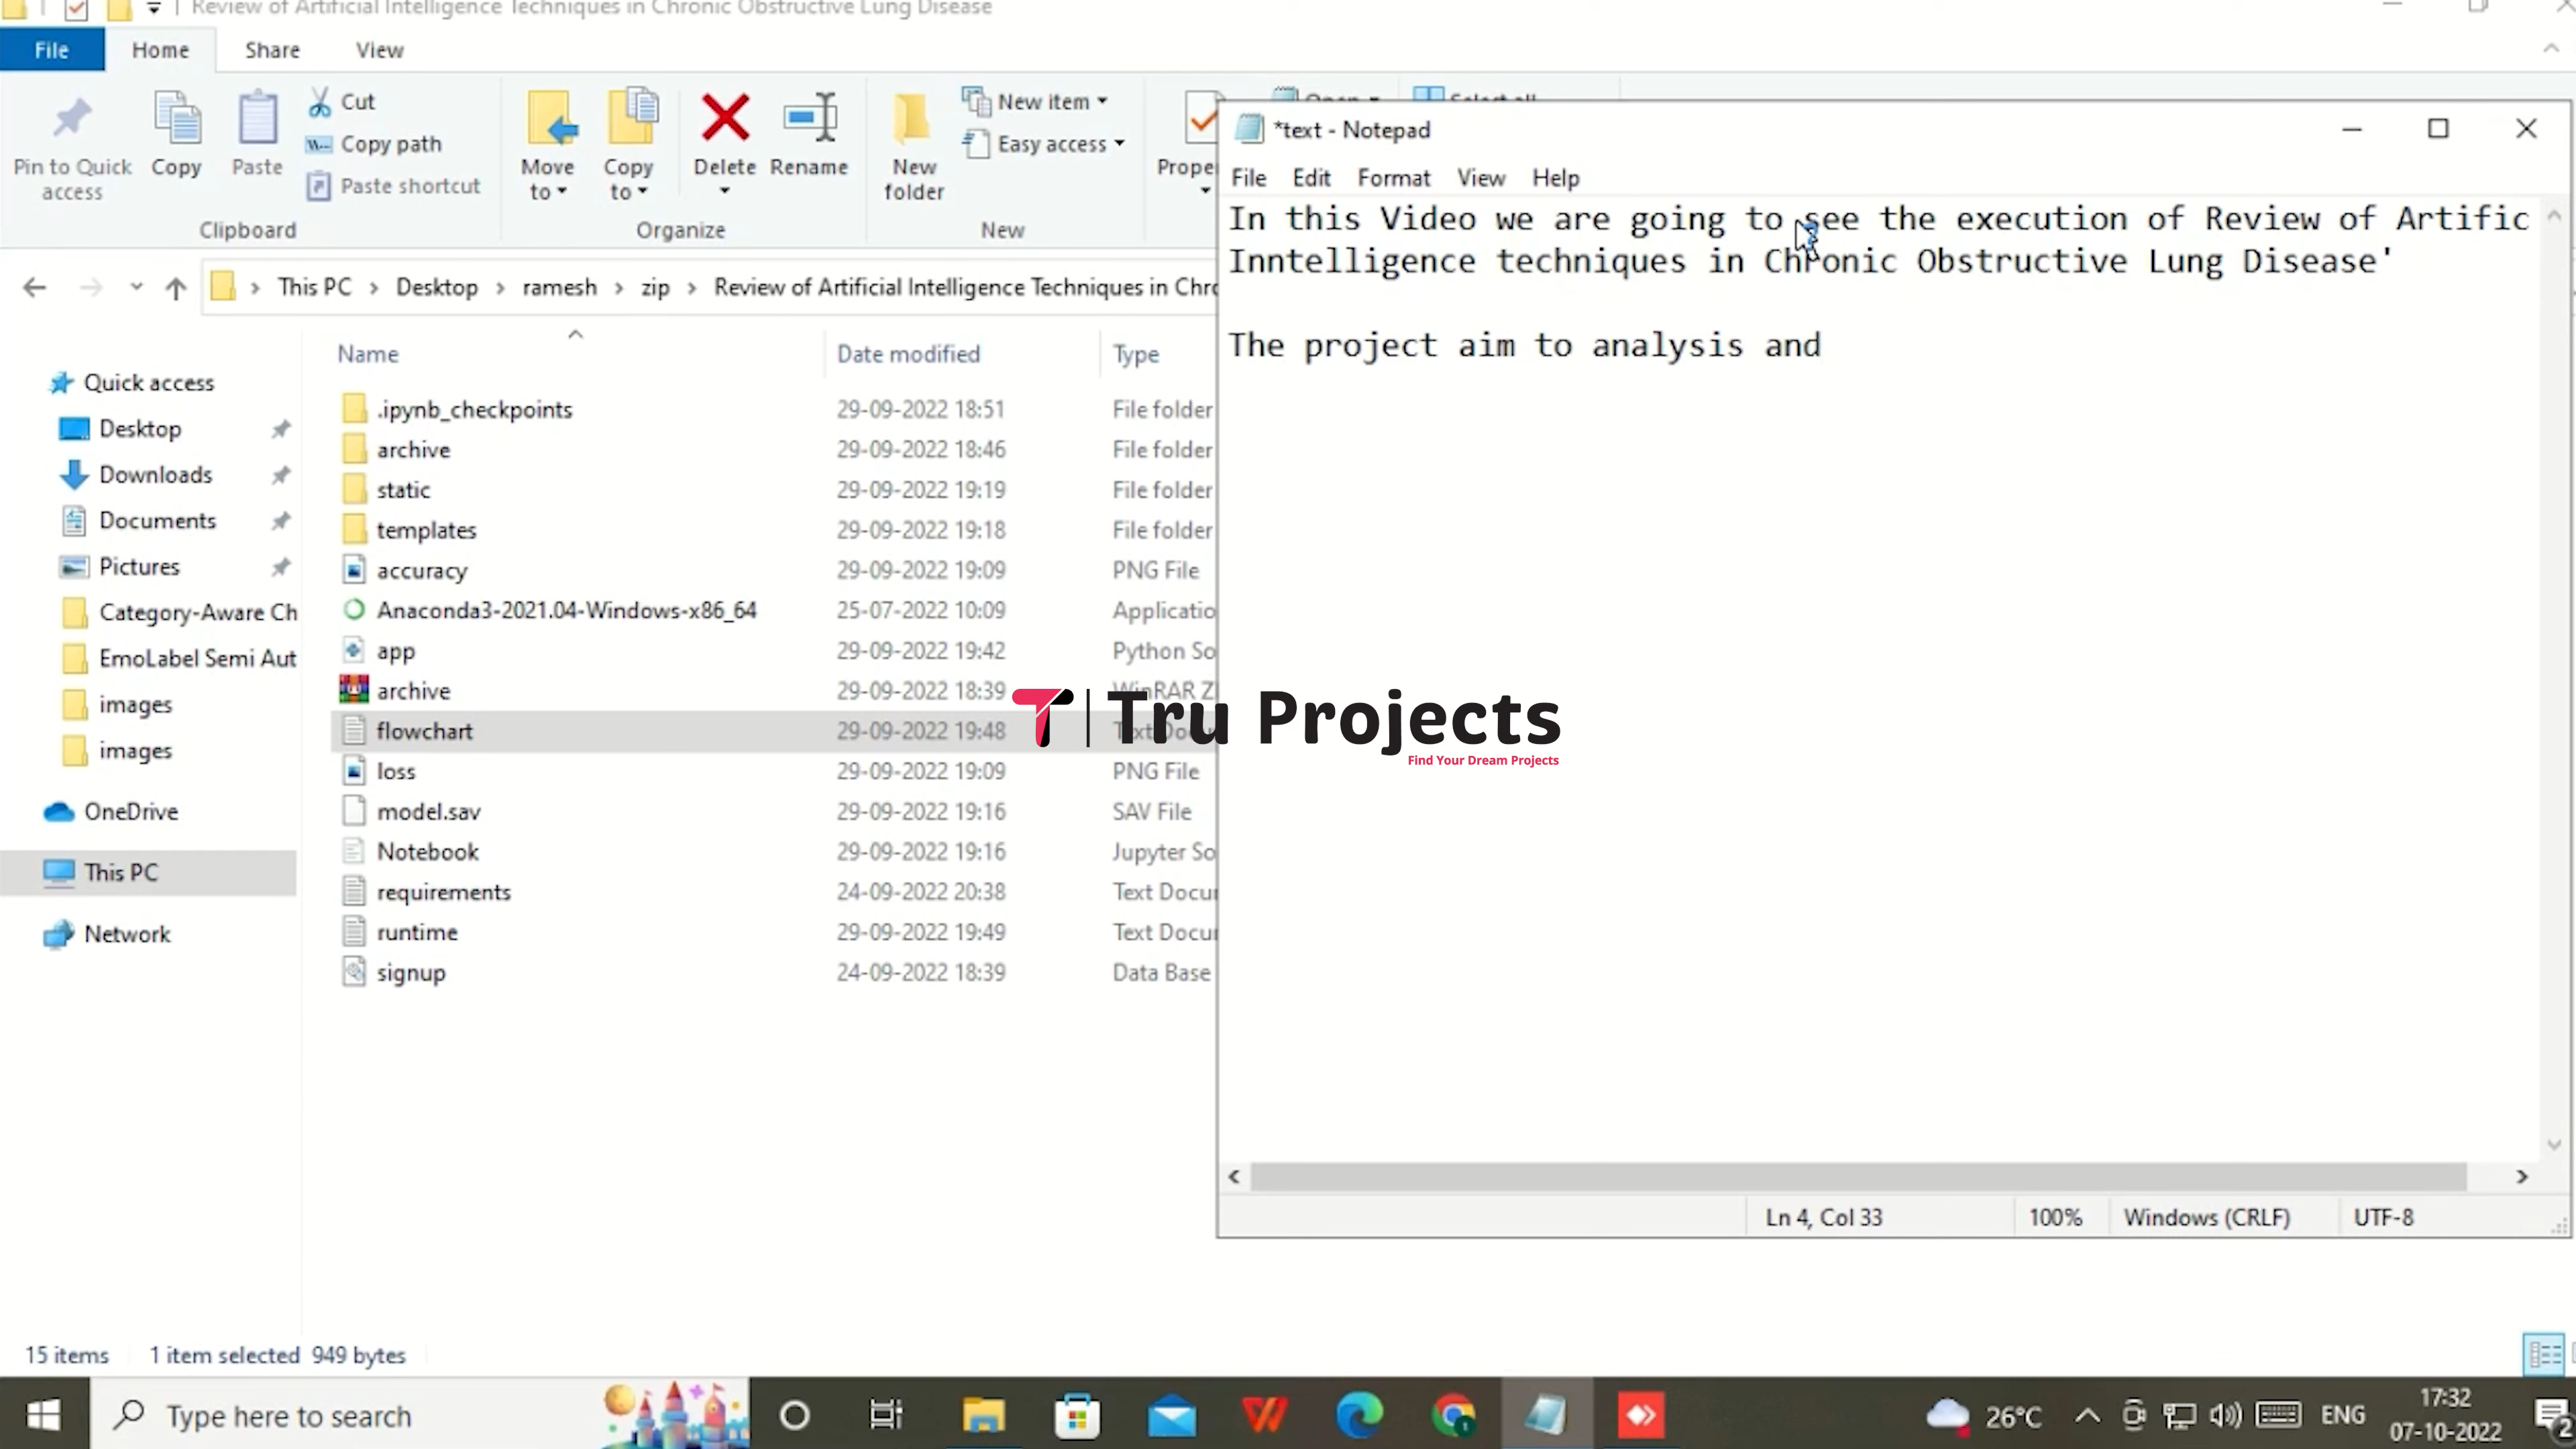 Review of Artificial Intelligence Techniques in Chronic Obstructive Lung Disease
File Home Share View
Pin to Quick access
Copy
Paste
Cut
Copy path
Paste shortcut
Clipboard
Move to
Copy to
Delete
Rename
Organize
New folder
New item
Easy access
New
Open
Select all
*text - Notepad
File Edit Format View Help
In this Video we are going to see the execution of Review of Artific
Inntelligence techniques in Chronic Obstructive Lung Disease'
The project aim to analysis and
This PC > Desktop > ramesh > zip > Review of Artificial Intelligence Techniques in Chro
Name Date modified Type
Quick access
Desktop
Downloads
Documents
Pictures
Category-Aware Ch
EmoLabel Semi Aut
images
images
OneDrive
This PC
Network
.ipynb_checkpoints 29-09-2022 18:51 File folder
archive 29-09-2022 18:46 File folder
static 29-09-2022 19:19 File folder
templates 29-09-2022 19:18 File folder
accuracy 29-09-2022 19:09 PNG File
Anaconda3-2021.04-Windows-x86_64 25-07-2022 10:09 Applicatio
app 29-09-2022 19:42 Python So
archive 29-09-2022 18:39 WinRAR Z
flowchart 29-09-2022 19:48
loss 29-09-2022 19:09 PNG File
model.sav 29-09-2022 19:16 SAV File
Notebook 29-09-2022 19:16 Jupyter So
requirements 24-09-2022 20:38 Text Docu
runtime 29-09-2022 19:49 Text Docu
signup 24-09-2022 18:39 Data Base
Tru Projects
Find Your Dream Projects
Ln 4, Col 33 100% Windows (CRLF) UTF-8
15 items 1 item selected 949 bytes
Type here to search
26°C
ENG
17:32
07-10-2022
2